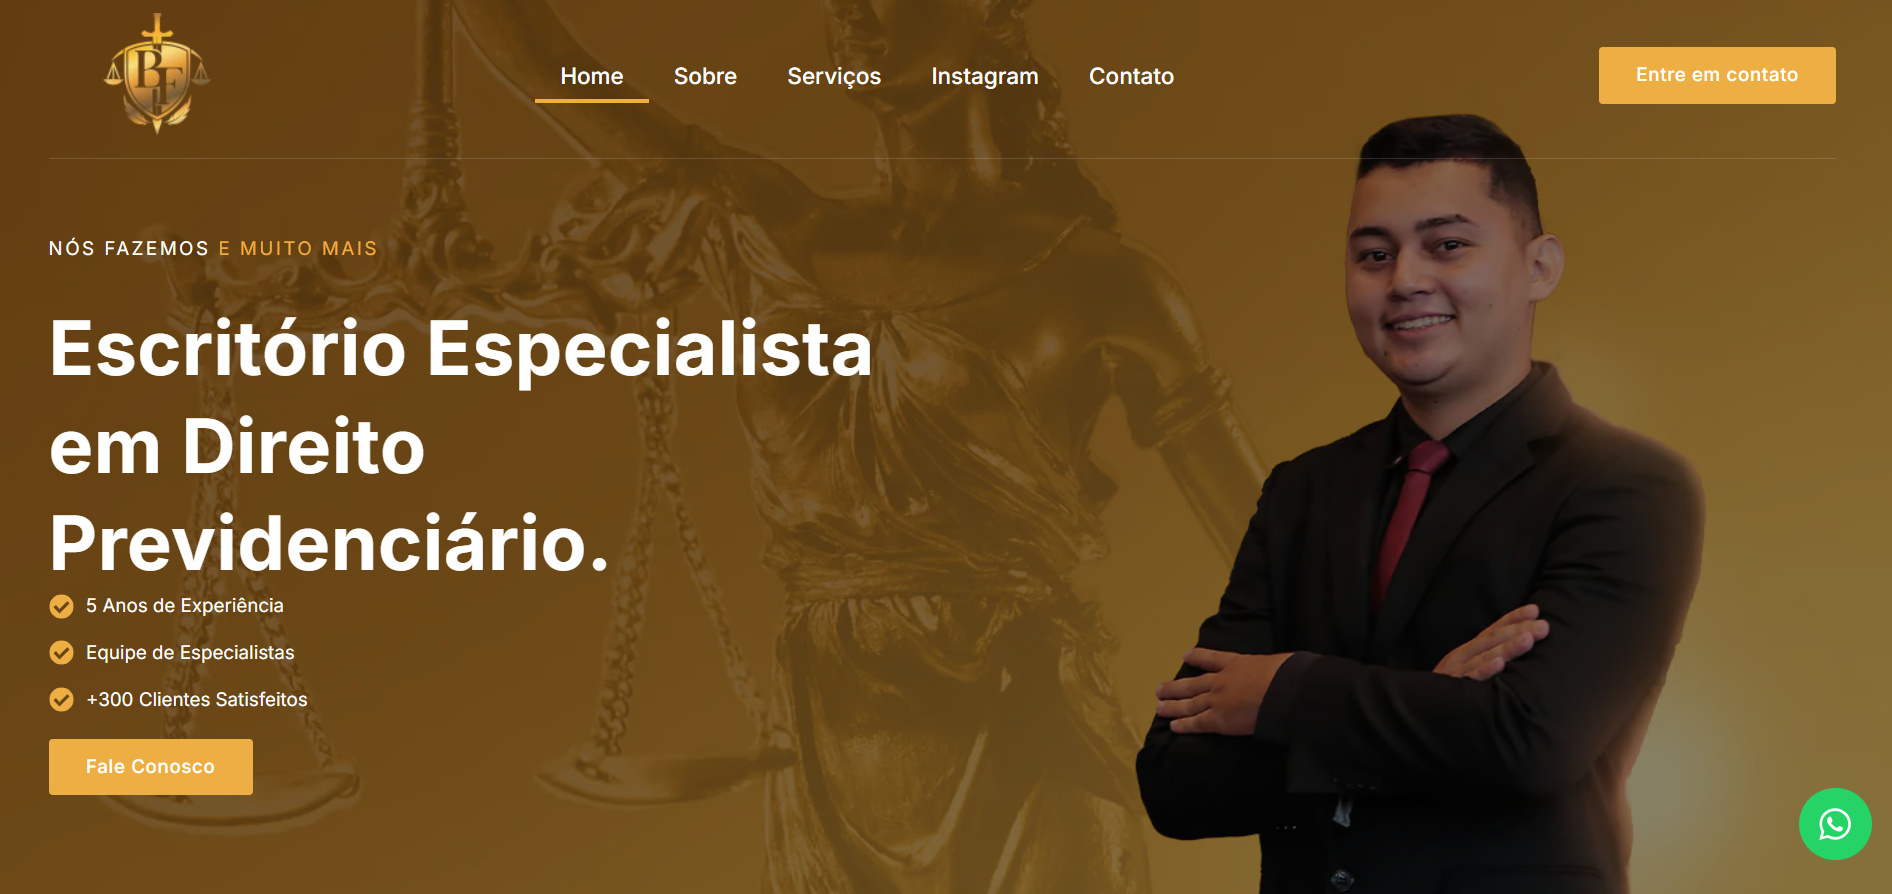 BF
Home Sobre Serviços Instagram Contato
Entre em contato
NÓS FAZEMOS E MUITO MAIS
Escritório Especialista
em Direito
Previdenciário.
5 Anos de Experiência
Equipe de Especialistas
+300 Clientes Satisfeitos
Fale Conosco